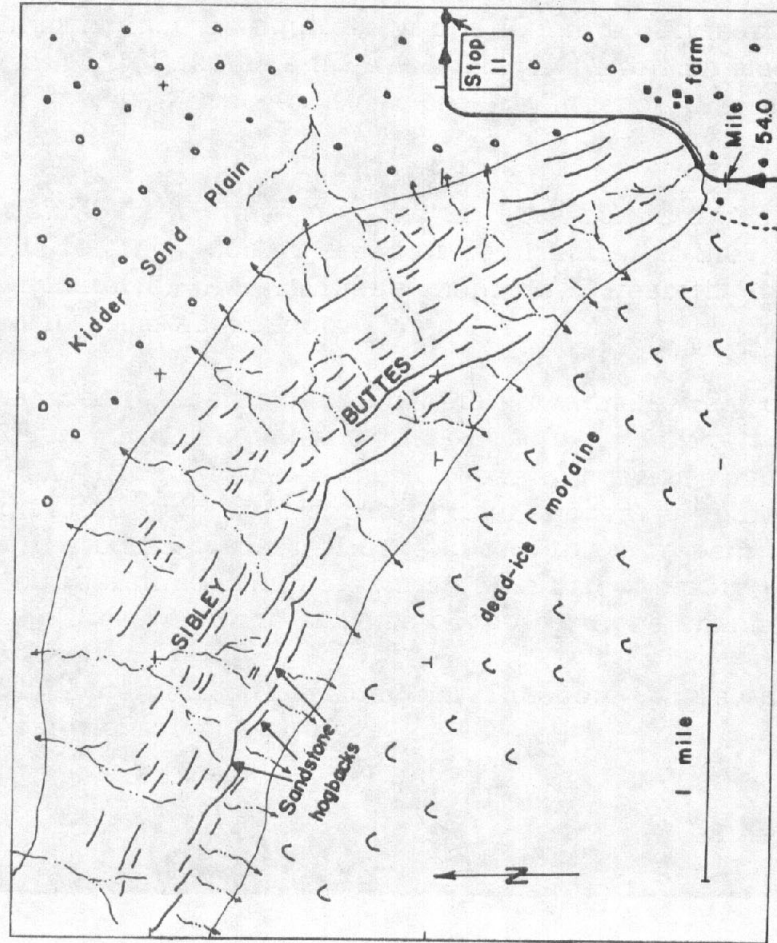 Kidder Sand Plain
Stop
11
farm
Mile
54.0
SIBLEY
BUTTES
Sandstone
hogbacks
dead-ice moraine
1 mile
N